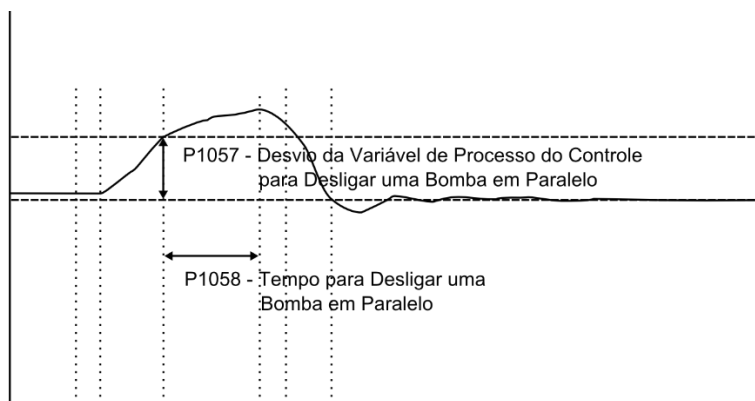 P1057 - Desvio da Variável de Processo do Controle
para Desligar uma Bomba em Paralelo
P1058 - Tempo para Desligar uma
Bomba em Paralelo